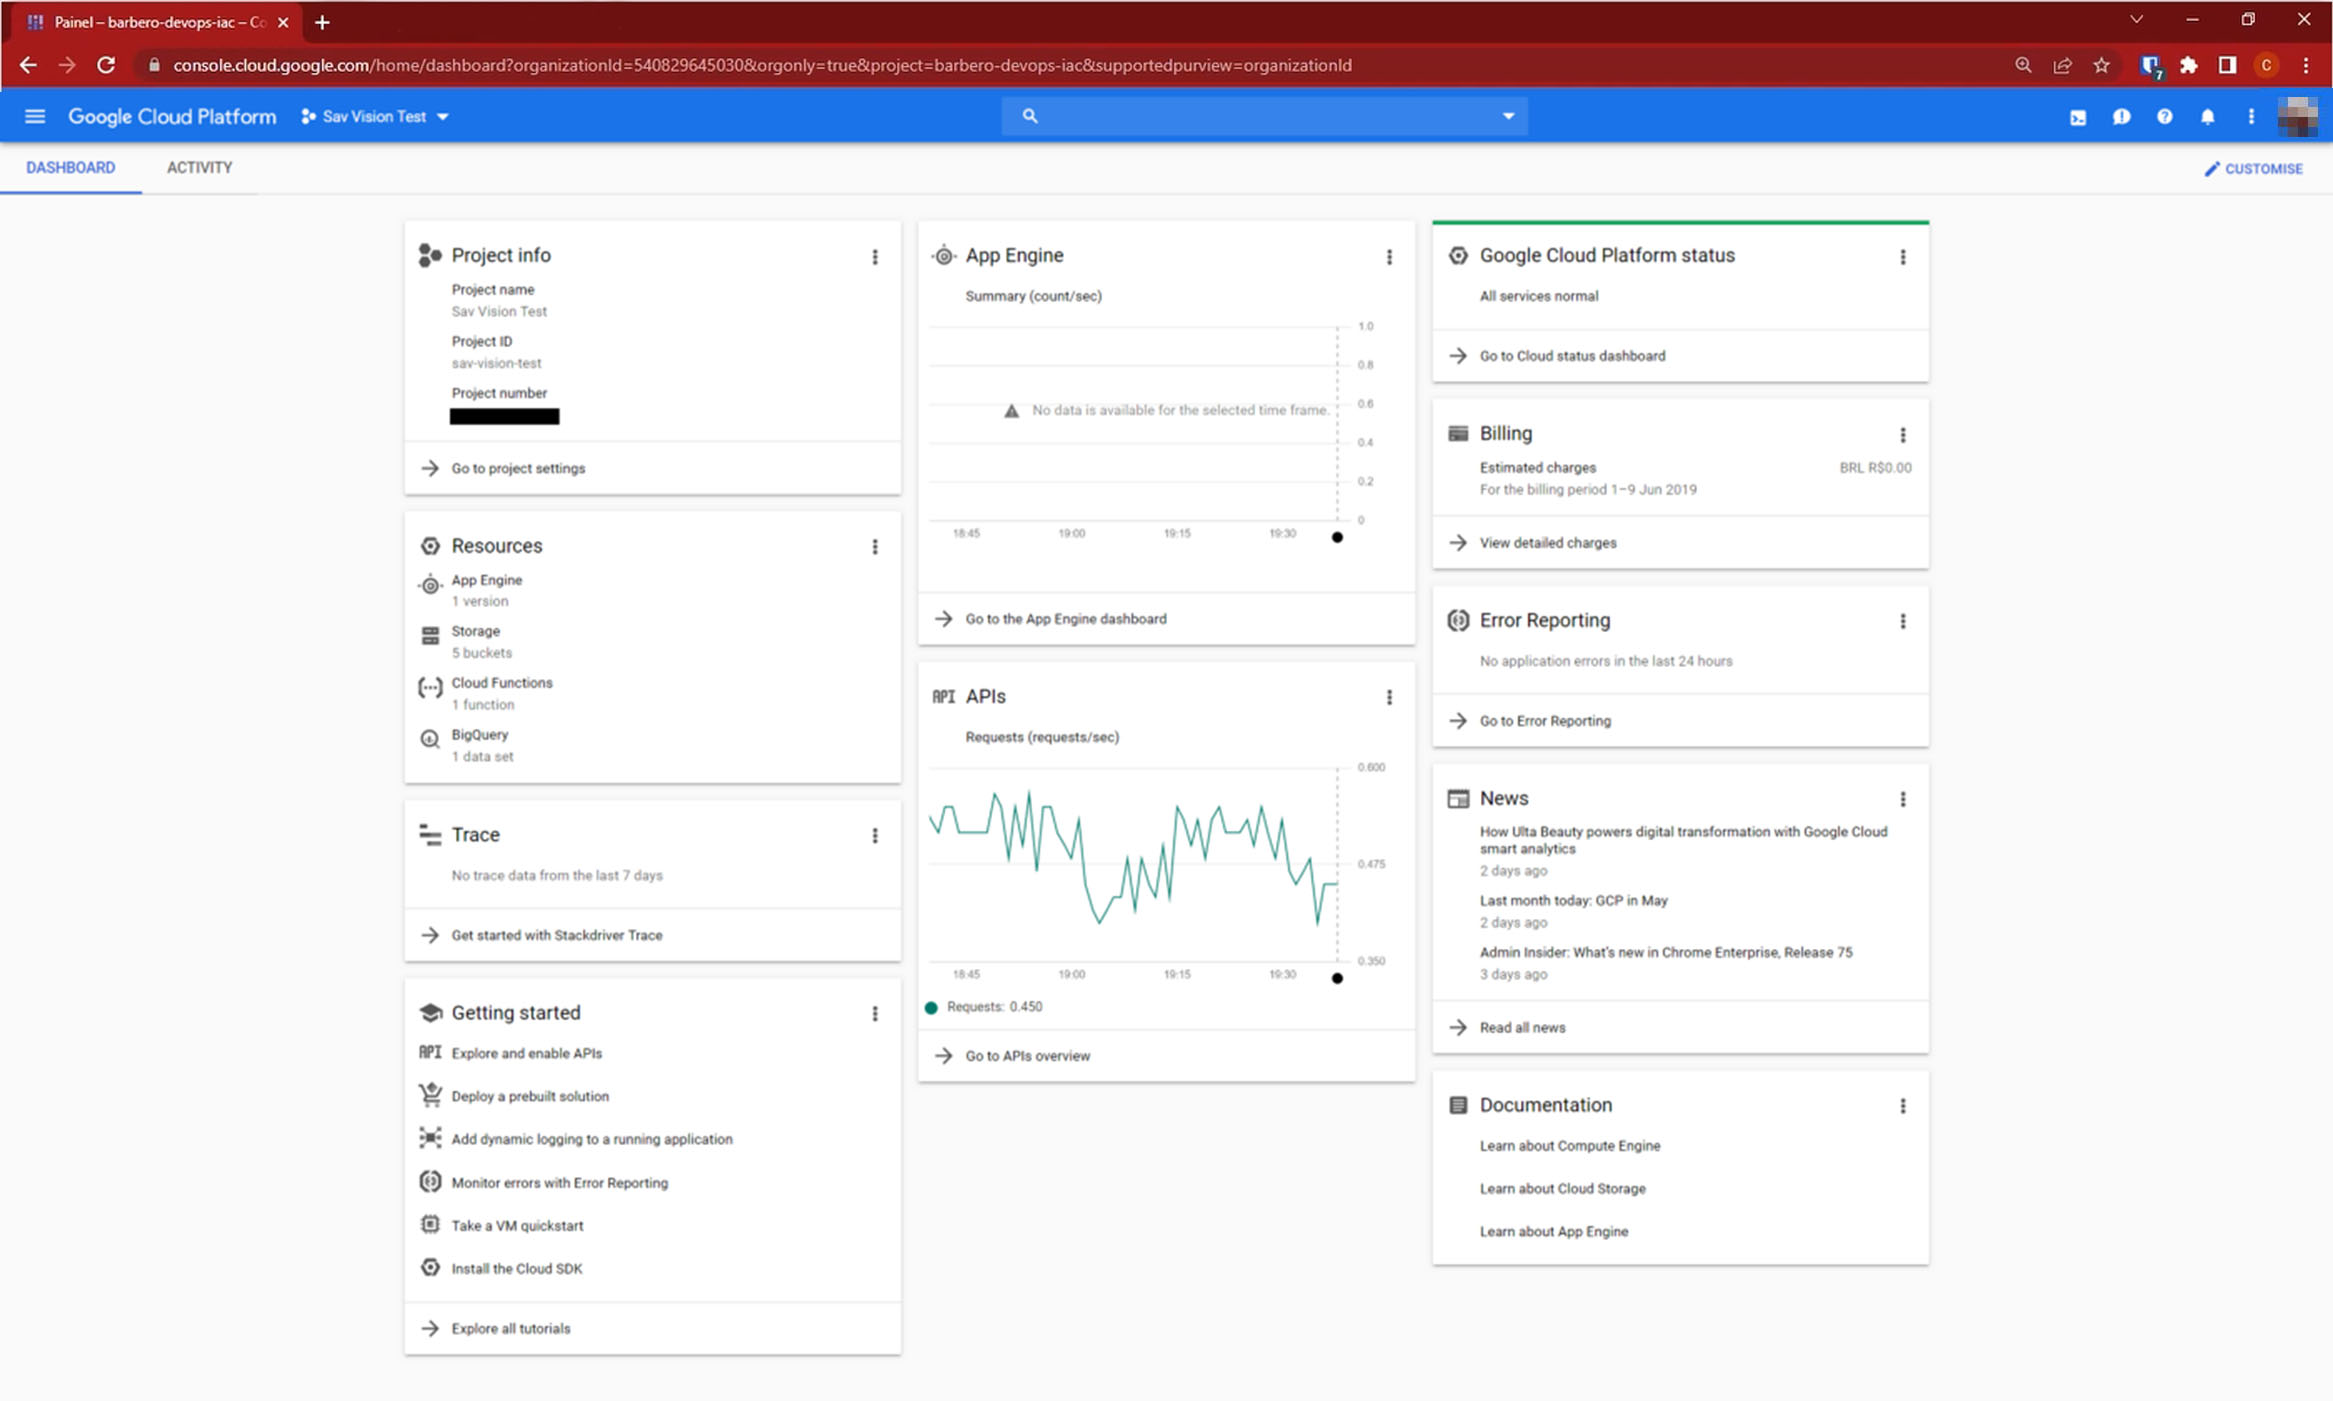 Painel – barbero-devops-iac – Co
console.cloud.google.com/home/dashboard?organizationId=540829645030&orgonly=true&project=barbero-devops-iac&supportedpurview=organizationId
7
C
Google Cloud Platform
Sav Vision Test
DASHBOARD
ACTIVITY
CUSTOMISE
Project info
Project name
Sav Vision Test
Project ID
sav-vision-test
Project number
Go to project settings
Resources
App Engine
1 version
Storage
5 buckets
Cloud Functions
1 function
BigQuery
1 data set
Trace
No trace data from the last 7 days
Get started with Stackdriver Trace
Getting started
API Explore and enable APIs
Deploy a prebuilt solution
Add dynamic logging to a running application
Monitor errors with Error Reporting
Take a VM quickstart
Install the Cloud SDK
Explore all tutorials
App Engine
Summary (count/sec)
1.0
0.8
0.6
No data is available for the selected time frame.
0.4
0.2
0
18:45 19:00 19:15 19:30
Go to the App Engine dashboard
API APIs
Requests (requests/sec)
0.600
0.475
0.350
18:45 19:00 19:15 19:30
Requests: 0.450
Go to APIs overview
Google Cloud Platform status
All services normal
Go to Cloud status dashboard
Billing
Estimated charges BRL R$0.00
For the billing period 1–9 Jun 2019
View detailed charges
Error Reporting
No application errors in the last 24 hours
Go to Error Reporting
News
How Ulta Beauty powers digital transformation with Google Cloud
smart analytics
2 days ago
Last month today: GCP in May
2 days ago
Admin Insider: What's new in Chrome Enterprise, Release 75
3 days ago
Read all news
Documentation
Learn about Compute Engine
Learn about Cloud Storage
Learn about App Engine